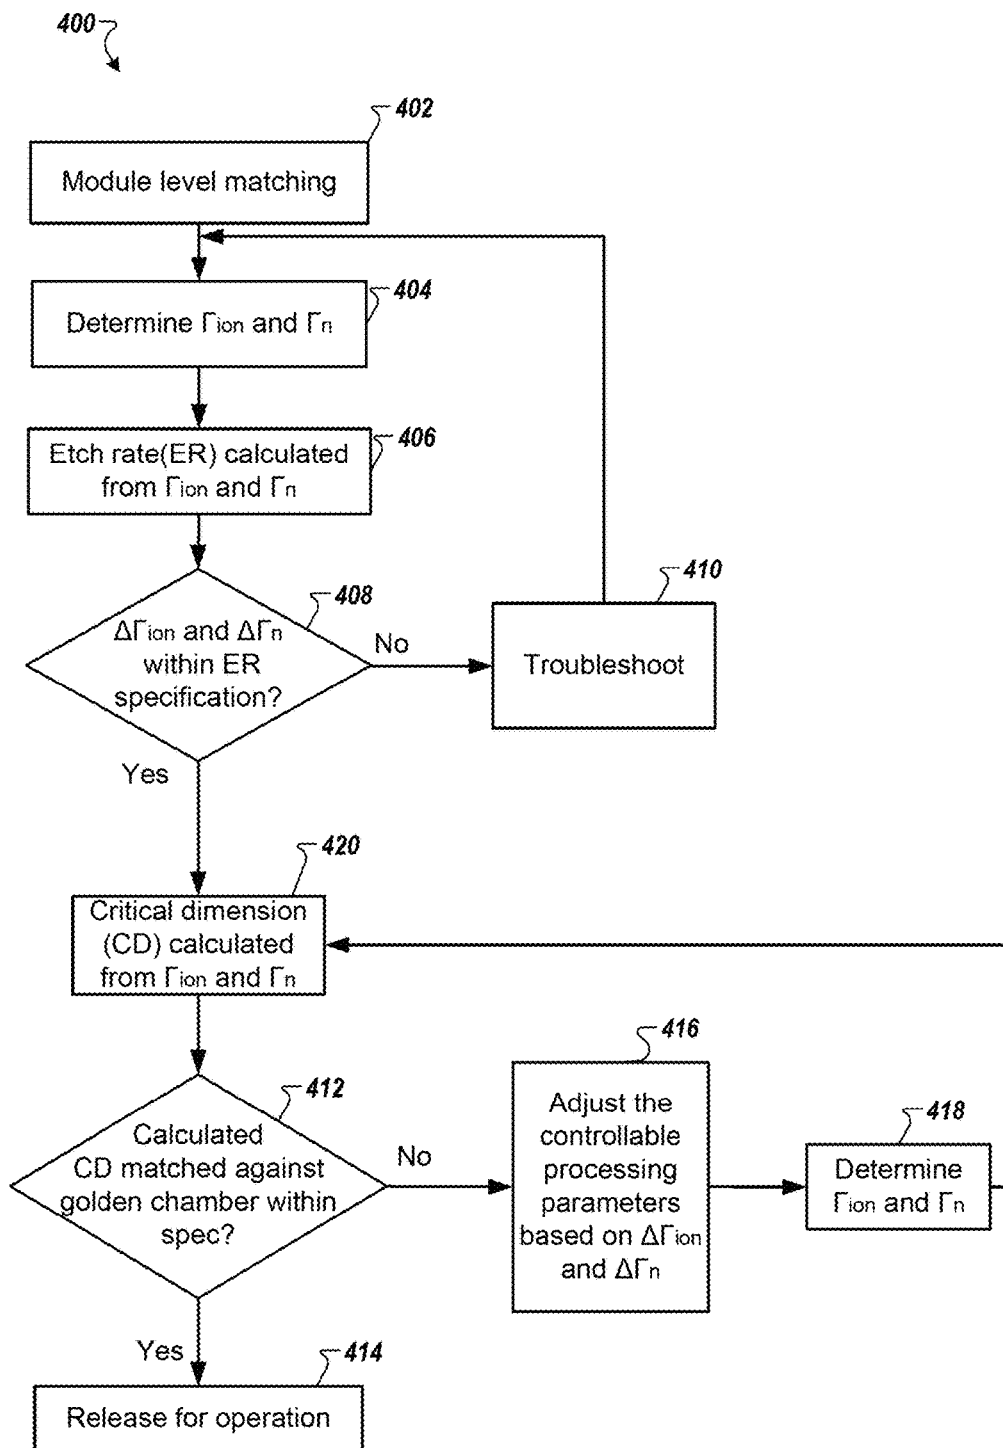 400
402
Module level matching
404
Determine Γion and Γn
406
Etch rate(ER) calculated
from Γion and Γn
408
ΔΓion and ΔΓn
within ER
specification?
No
410
Troubleshoot
Yes
420
Critical dimension
(CD) calculated
from Γion and Γn
412
Calculated
CD matched against
golden chamber within
spec?
No
416
Adjust the
controllable
processing
parameters
based on ΔΓion
and ΔΓn
418
Determine
Γion and Γn
Yes
414
Release for operation